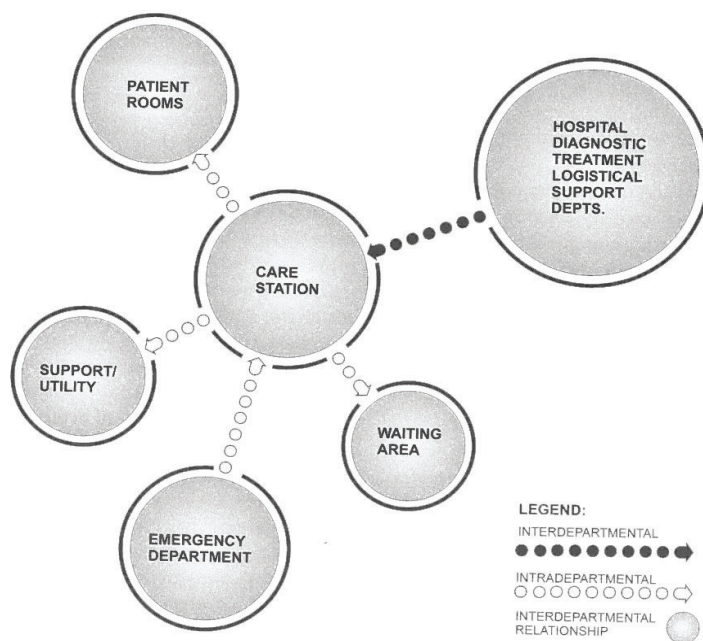 PATIENT
ROOMS
HOSPITAL
DIAGNOSTIC
TREATMENT
LOGISTICAL
SUPPORT
DEPTS.
CARE
STATION
SUPPORT/
UTILITY
WAITING
AREA
EMERGENCY
DEPARTMENT
LEGEND:
INTERDEPARTMENTAL
INTRADEPARTMENTAL
INTERDEPARTMENTAL
RELATIONSHIP